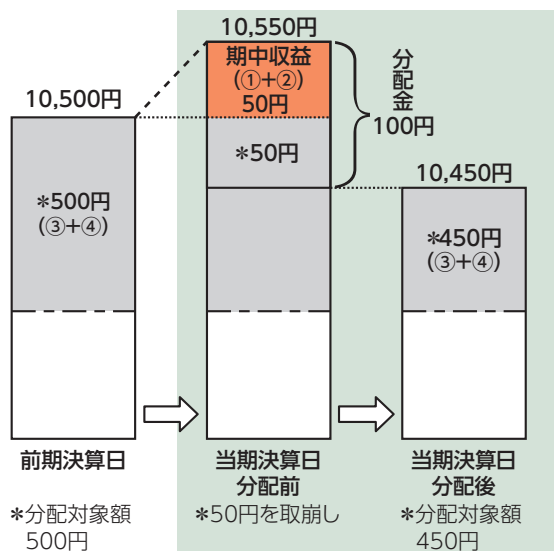 10,550円
期中収益
(①+②)
50円
分配金
100円
10,500円
*50円
10,450円
*500円
(③+④)
*450円
(③+④)
前期決算日
当期決算日
分配前
当期決算日
分配後
*分配対象額
500円
*50円を取崩し
*分配対象額
450円